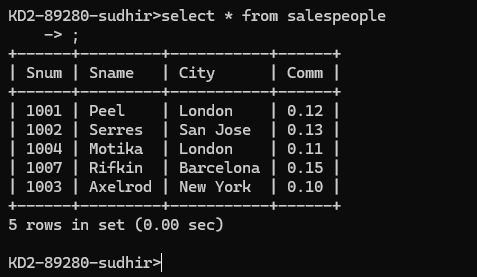 KD2-89280-sudhir>select * from salespeople
    -> ;
+------+---------+-----------+------+
| Snum | Sname   | City      | Comm |
+------+---------+-----------+------+
| 1001 | Peel    | London    | 0.12 |
| 1002 | Serres  | San Jose  | 0.13 |
| 1004 | Motika  | London    | 0.11 |
| 1007 | Rifkin  | Barcelona | 0.15 |
| 1003 | Axelrod | New York  | 0.10 |
+------+---------+-----------+------+
5 rows in set (0.00 sec)

KD2-89280-sudhir>